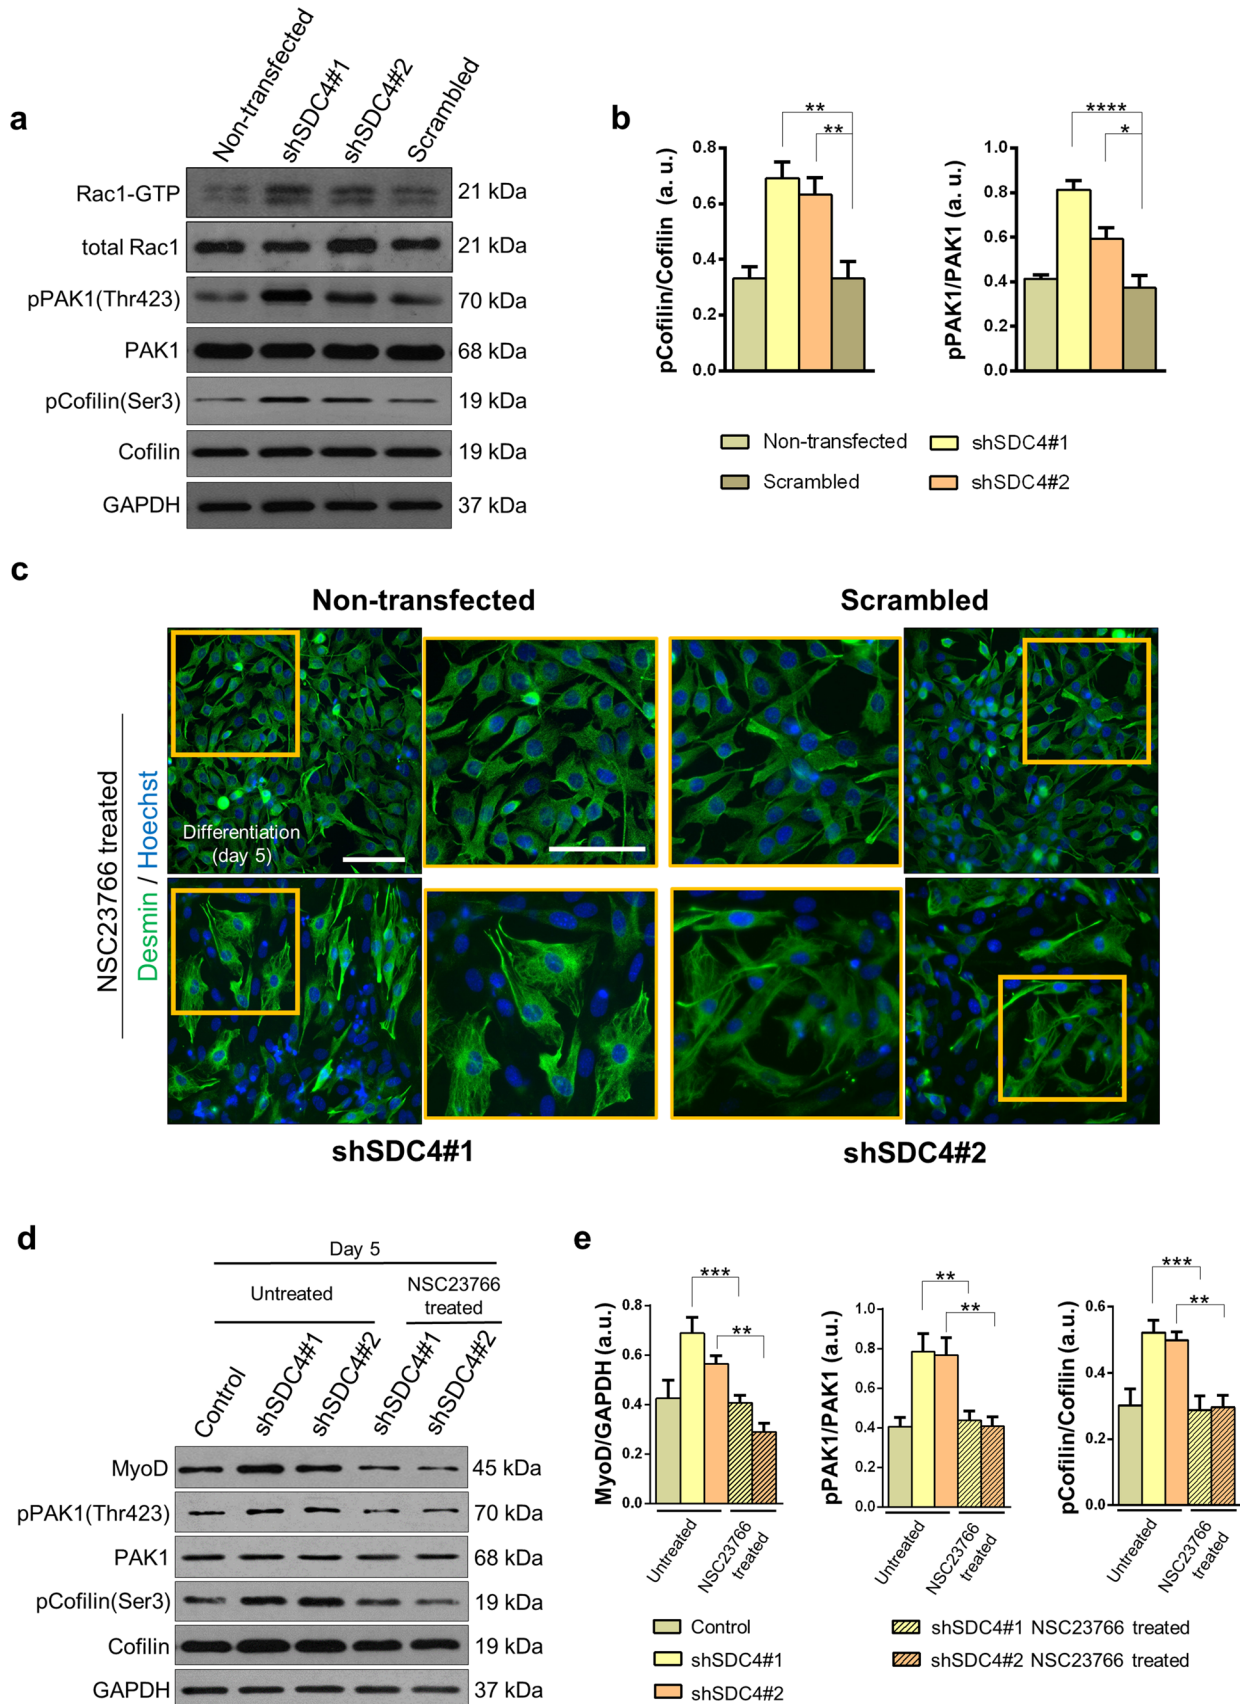 a
Non-transfected
shSDC4#1
shSDC4#2
Scrambled
Rac1-GTP 21 kDa
total Rac1 21 kDa
pPAK1(Thr423) 70 kDa
PAK1 68 kDa
pCofilin(Ser3) 19 kDa
Cofilin 19 kDa
GAPDH 37 kDa
b
pCofilin/Cofilin (a. u.)
0.8
0.6
0.4
0.2
0.0
**
**
pPAK1/PAK1 (a. u.)
1.0
0.8
0.6
0.4
0.2
0.0
****
*
Non-transfected
shSDC4#1
Scrambled
shSDC4#2
c
Non-transfected
Scrambled
NSC23766 treated
Desmin / Hoechst
Differentiation
(day 5)
shSDC4#1
shSDC4#2
d
Day 5
Untreated
NSC23766
treated
Control
shSDC4#1
shSDC4#2
shSDC4#1
shSDC4#2
MyoD 45 kDa
pPAK1(Thr423) 70 kDa
PAK1 68 kDa
pCofilin(Ser3) 19 kDa
Cofilin 19 kDa
GAPDH 37 kDa
e
MyoD/GAPDH (a.u.)
0.8
0.6
0.4
0.2
0.0
***
**
Untreated
NSC23766
treated
pPAK1/PAK1 (a.u.)
1.0
0.8
0.6
0.4
0.2
0.0
**
**
Untreated
NSC23766
treated
pCofilin/Cofilin (a.u.)
0.6
0.4
0.2
0.0
***
**
Untreated
NSC23766
treated
Control
shSDC4#1
shSDC4#2
shSDC4#1 NSC23766 treated
shSDC4#2 NSC23766 treated